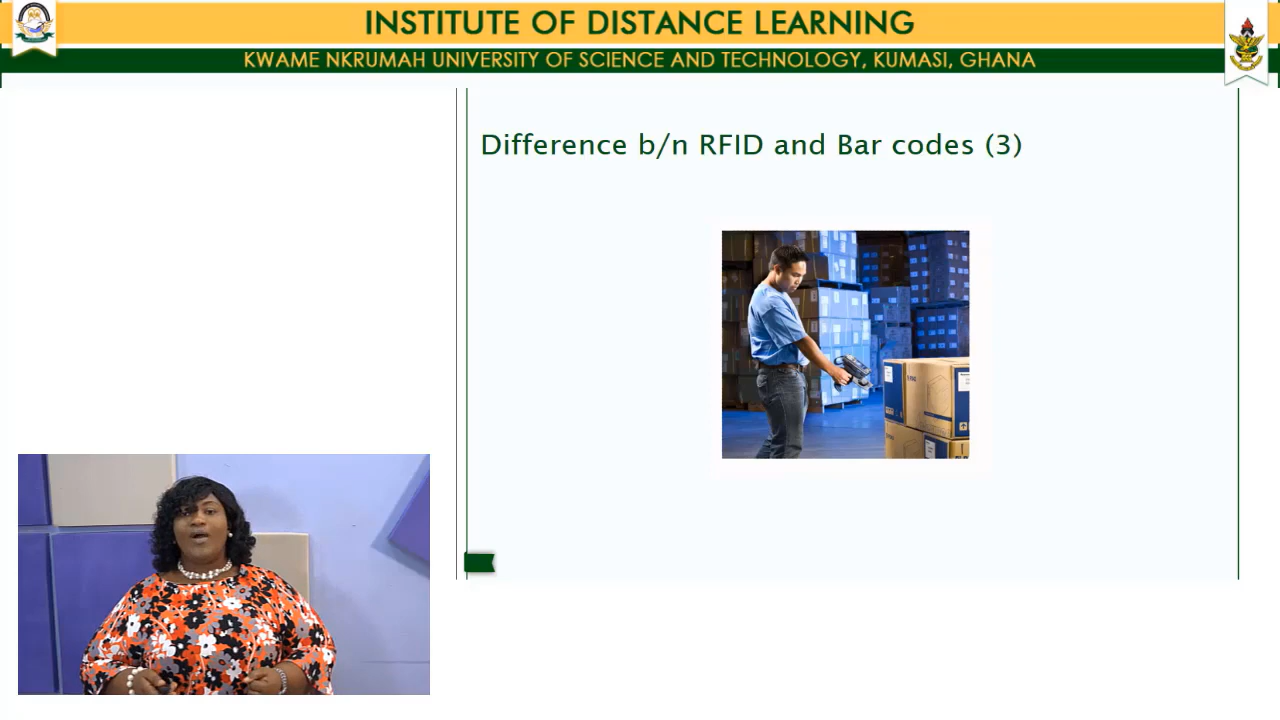 INSTITUTE OF DISTANCE LEARNING
KWAME NKRUMAH UNIVERSITY OF SCIENCE AND TECHNOLOGY, KUMASI, GHANA
Difference b/n RFID and Bar codes (3)